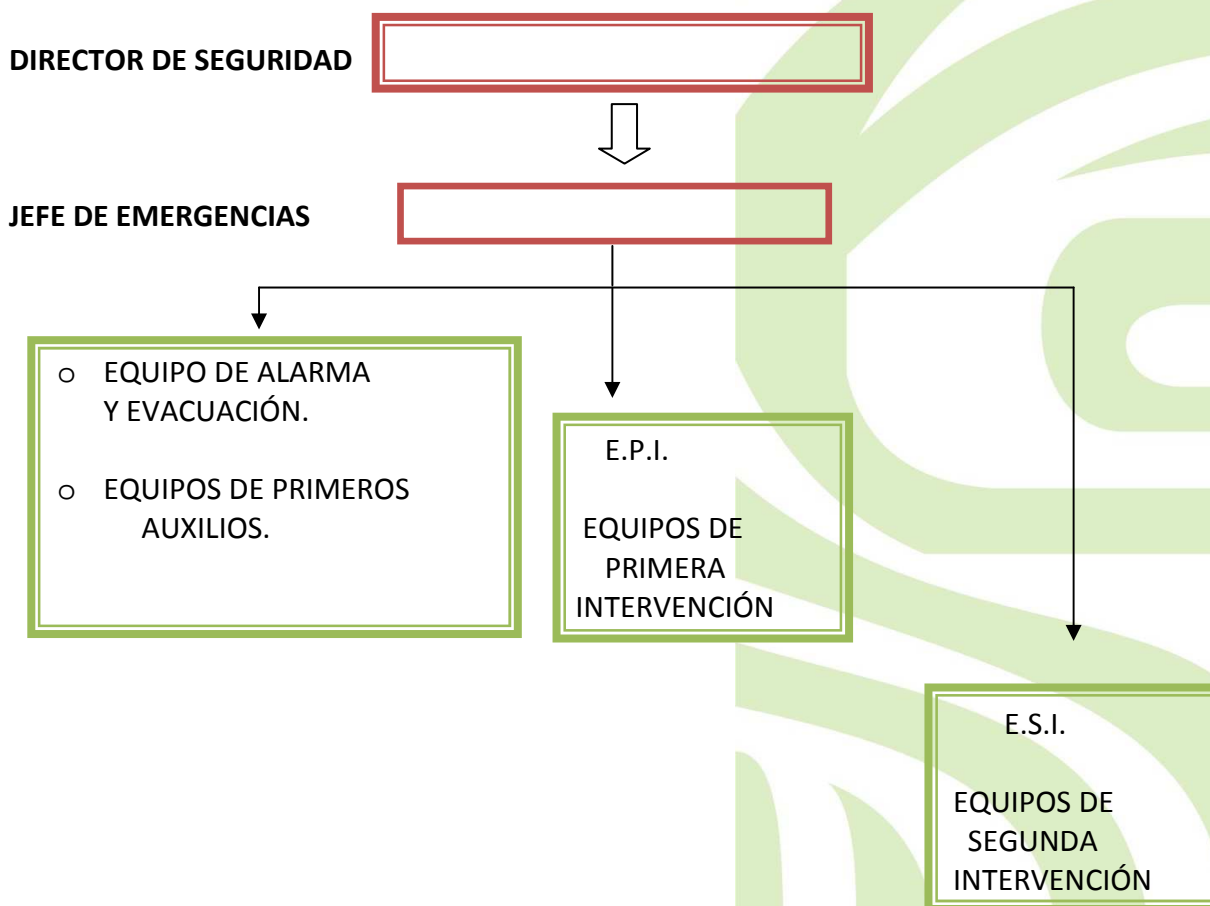 DIRECTOR DE SEGURIDAD
JEFE DE EMERGENCIAS
o EQUIPO DE ALARMA
Y EVACUACIÓN.
o EQUIPOS DE PRIMEROS
AUXILIOS.
E.P.I.
EQUIPOS DE
PRIMERA
INTERVENCIÓN
E.S.I.
EQUIPOS DE
SEGUNDA
INTERVENCIÓN